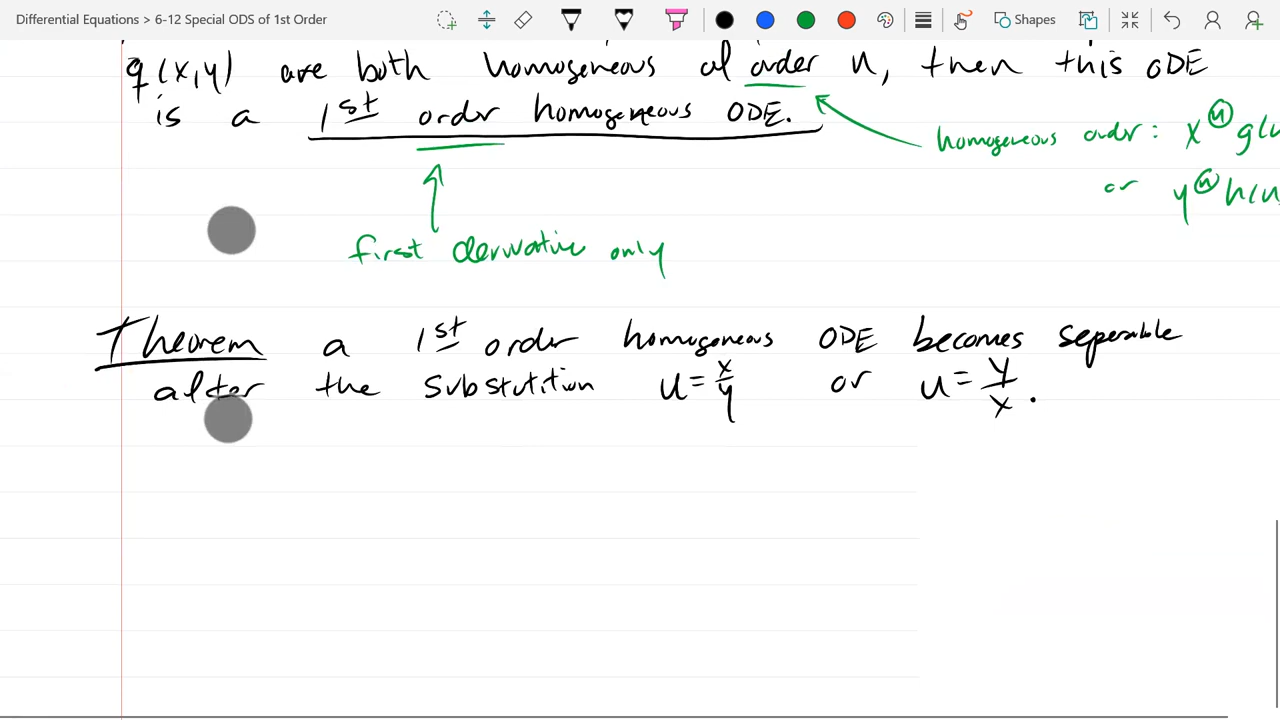 Differential Equations > 6-12 Special ODS of 1st Order
Shapes
q(x,y) are both homogeneous of order n, then this ODE
is a 1st order homogeneous ODE.
homogeneous order: x^n g(u
or y^n h(u
first derivative only
Theorem a 1st order homogeneous ODE becomes seperable
after the substutition u = x/y or u = y/x.